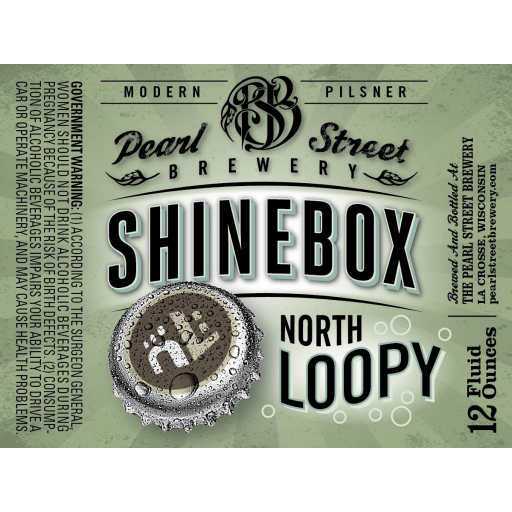 MODERN PILSNER
PSB
Pearl Street
BREWERY
SHINEBOX
NORTH
LOOPY
GOVERNMENT WARNING: (1) ACCORDING TO THE SURGEON GENERAL,
WOMEN SHOULD NOT DRINK ALCOHOLIC BEVERAGES DURING
PREGNANCY BECAUSE OF THE RISK OF BIRTH DEFECTS. (2) CONSUMP-
TION OF ALCOHOLIC BEVERAGES IMPAIRS YOUR ABILITY TO DRIVE A
CAR OR OPERATE MACHINERY, AND MAY CAUSE HEALTH PROBLEMS
Brewed And Bottled At
THE PEARL STREET BREWERY
LA CROSSE, WISCONSIN
pearlstreetbrewery.com
12 Fluid
Ounces